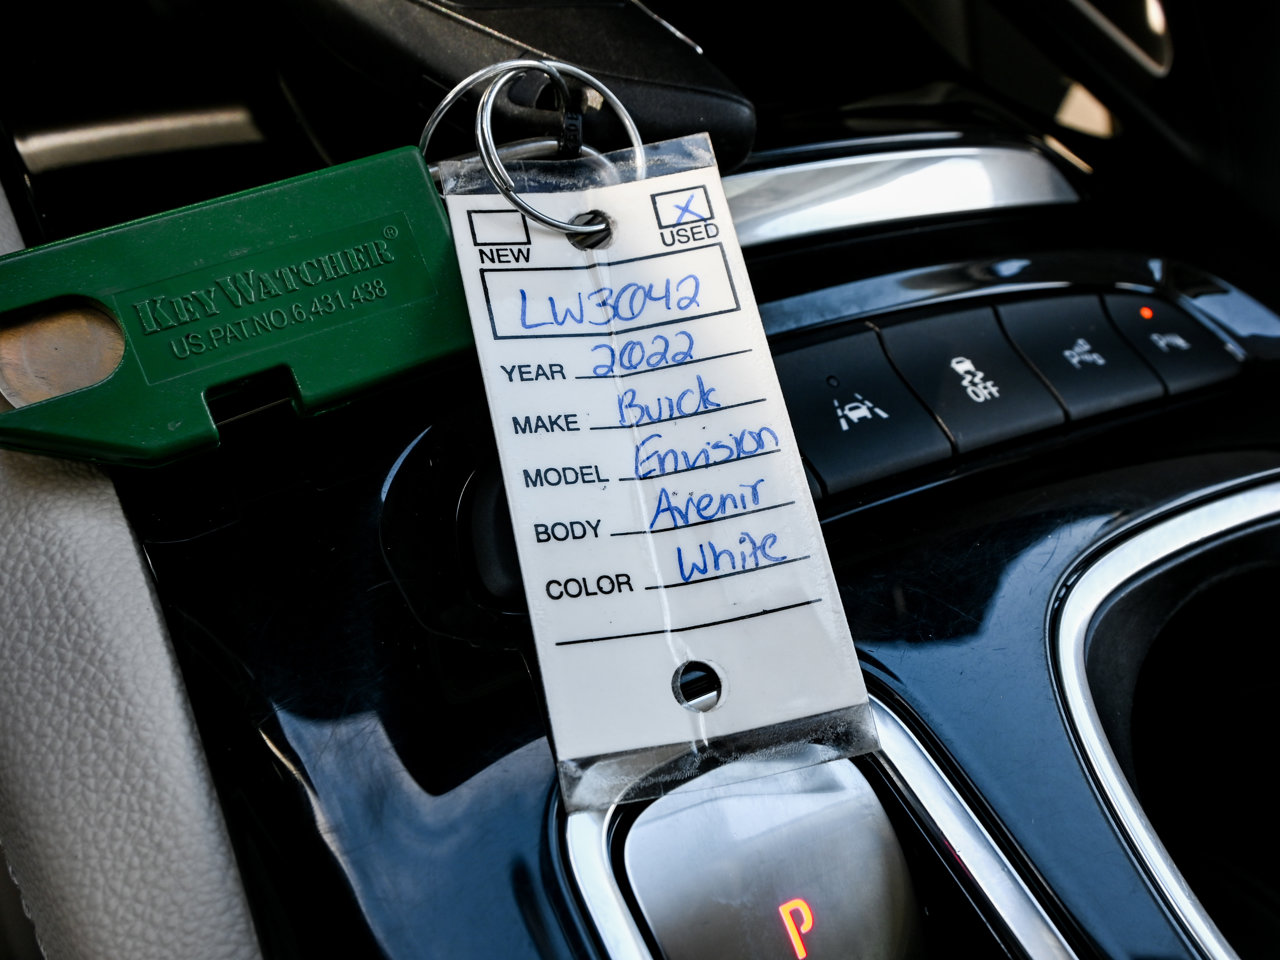 KEYWATCHER®
US.PAT.NO.6,431,438
NEW
X
USED
LW3042
YEAR 2022
MAKE Buick
MODEL Envision
BODY Avenir
COLOR White
OFF
P